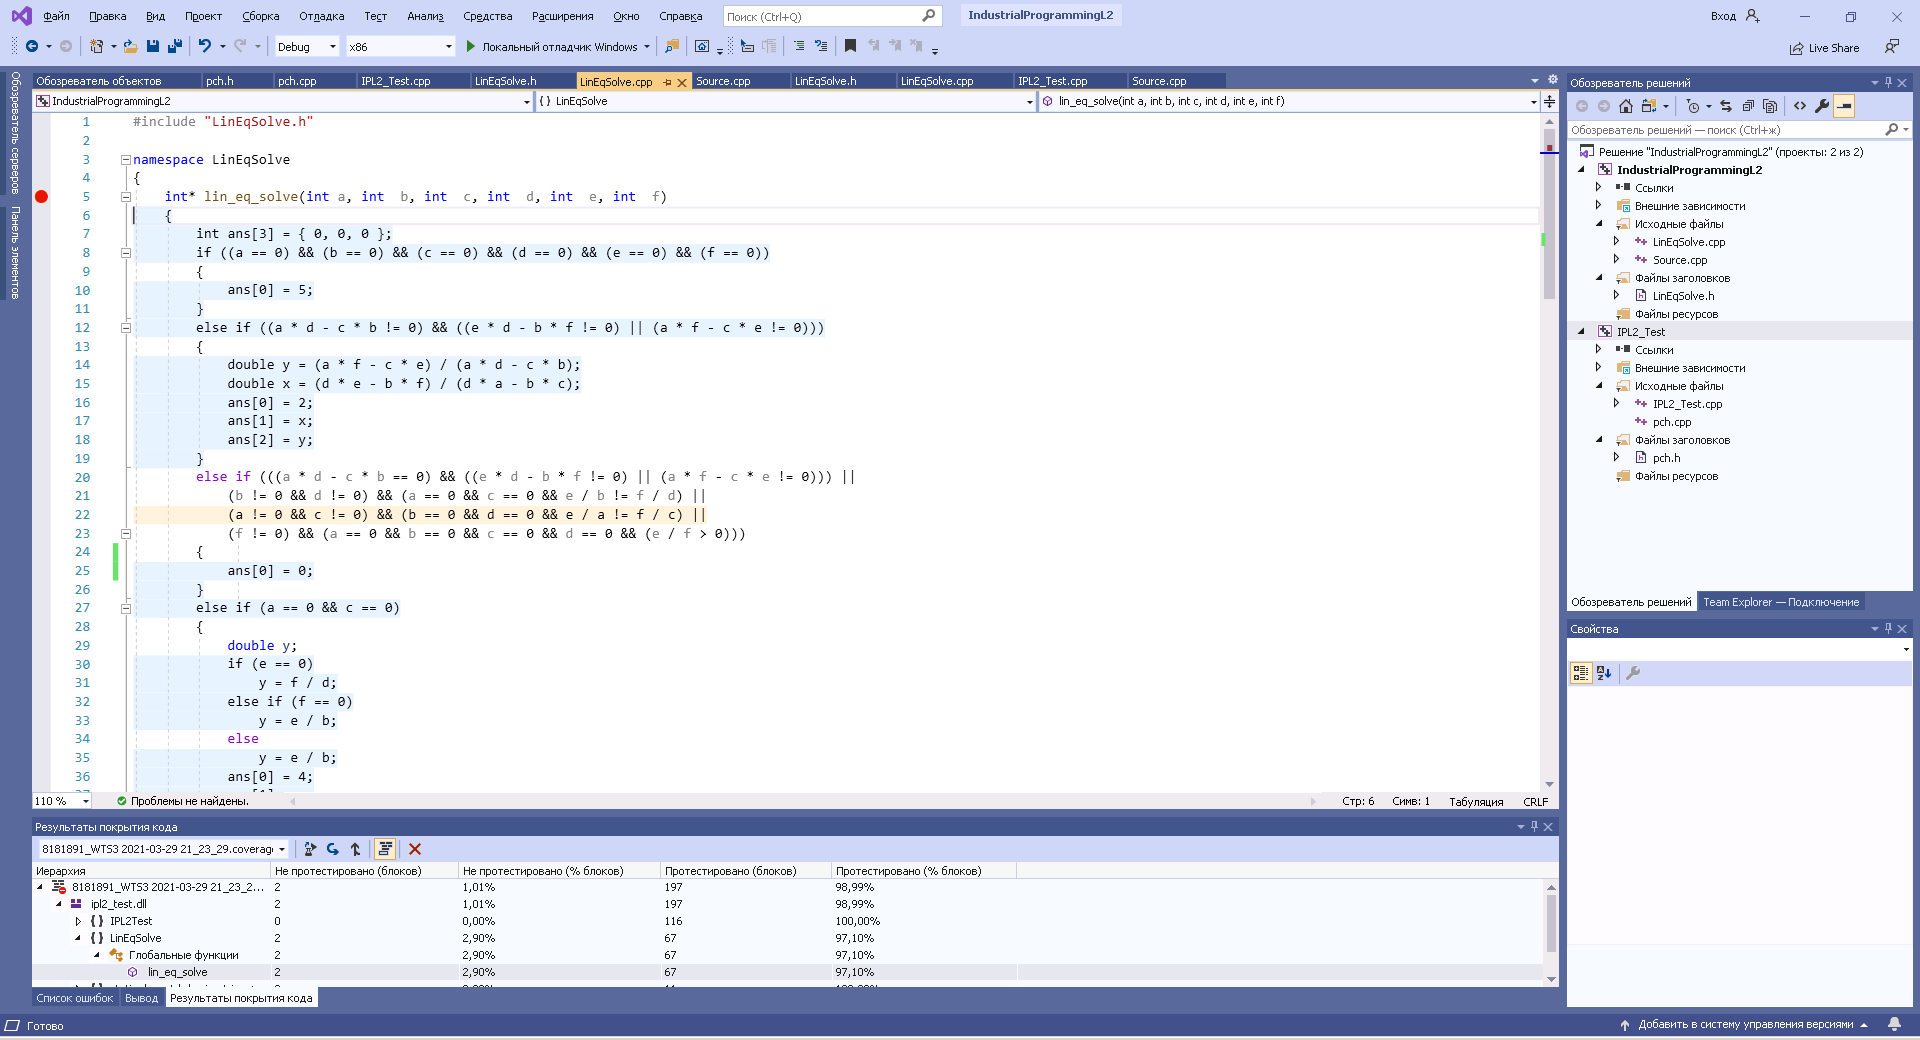 Файл Правка Вид Проект Сборка Отладка Тест Анализ Средства Расширения Окно Справка Поиск (Ctrl+Q) IndustrialProgrammingL2 Вход
Debug x86 Локальный отладчик Windows Live Share
Обозреватель серверов
Панель элементов
Обозреватель объектов pch.h pch.cpp IPL2_Test.cpp LinEqSolve.h LinEqSolve.cpp Source.cpp LinEqSolve.h LinEqSolve.cpp IPL2_Test.cpp Source.cpp
IndustrialProgrammingL2 { } LinEqSolve lin_eq_solve(int a, int b, int c, int d, int e, int f)
1 #include "LinEqSolve.h"
2
3 namespace LinEqSolve
4 {
5 int* lin_eq_solve(int a, int  b, int  c, int  d, int  e, int  f)
6 {
7 int ans[3] = { 0, 0, 0 };
8 if ((a == 0) && (b == 0) && (c == 0) && (d == 0) && (e == 0) && (f == 0))
9 {
10 ans[0] = 5;
11 }
12 else if ((a * d - c * b != 0) && ((e * d - b * f != 0) || (a * f - c * e != 0)))
13 {
14 double y = (a * f - c * e) / (a * d - c * b);
15 double x = (d * e - b * f) / (d * a - b * c);
16 ans[0] = 2;
17 ans[1] = x;
18 ans[2] = y;
19 }
20 else if (((a * d - c * b == 0) && ((e * d - b * f != 0) || (a * f - c * e != 0))) ||
21 (b != 0 && d != 0) && (a == 0 && c == 0 && e / b != f / d) ||
22 (a != 0 && c != 0) && (b == 0 && d == 0 && e / a != f / c) ||
23 (f != 0) && (a == 0 && b == 0 && c == 0 && d == 0 && (e / f > 0)))
24 {
25 ans[0] = 0;
26 }
27 else if (a == 0 && c == 0)
28 {
29 double y;
30 if (e == 0)
31 y = f / d;
32 else if (f == 0)
33 y = e / b;
34 else
35 y = e / b;
36 ans[0] = 4;
110 % Проблемы не найдены. Стр: 6 Симв: 1 Табуляция CRLF
Результаты покрытия кода
8181891_WTS3 2021-03-29 21_23_29.coverag
Иерархия Не протестировано (блоков) Не протестировано (% блоков) Протестировано (блоков) Протестировано (% блоков)
8181891_WTS3 2021-03-29 21_23_2... 2 1,01% 197 98,99%
ipl2_test.dll 2 1,01% 197 98,99%
{ } IPL2Test 0 0,00% 116 100,00%
{ } LinEqSolve 2 2,90% 67 97,10%
Глобальные функции 2 2,90% 67 97,10%
lin_eq_solve 2 2,90% 67 97,10%
Список ошибок Вывод Результаты покрытия кода
Обозреватель решений
Обозреватель решений — поиск (Ctrl+ж)
Решение "IndustrialProgrammingL2" (проекты: 2 из 2)
IndustrialProgrammingL2
Ссылки
Внешние зависимости
Исходные файлы
LinEqSolve.cpp
Source.cpp
Файлы заголовков
LinEqSolve.h
Файлы ресурсов
IPL2_Test
Ссылки
Внешние зависимости
Исходные файлы
IPL2_Test.cpp
pch.cpp
Файлы заголовков
pch.h
Файлы ресурсов
Обозреватель решений Team Explorer — Подключение
Свойства
Готово Добавить в систему управления версиями